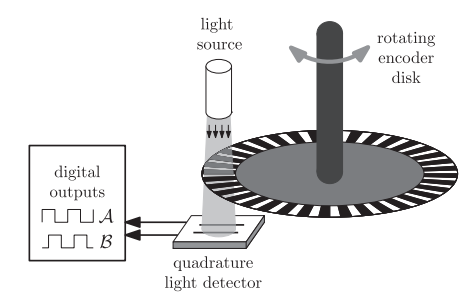 light
source
rotating
encoder
disk
digital
outputs
𝒜
ℬ
quadrature
light detector